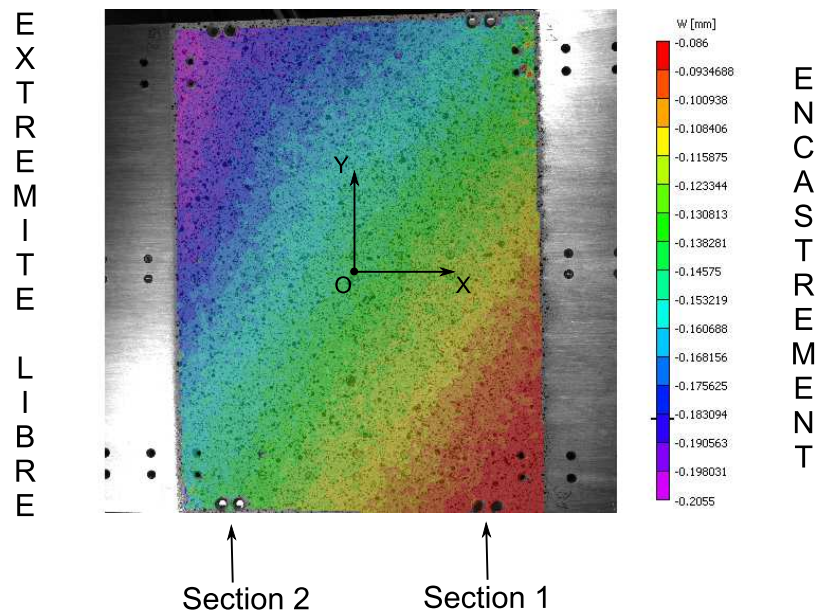 EXTREMITE LIBRE
W [mm]
-0.086
-0.0934688
-0.100938
-0.108406
-0.115875
-0.123344
-0.130813
-0.138281
-0.14575
-0.153219
-0.160688
-0.168156
-0.175625
-0.183094
-0.190563
-0.198031
-0.2055
ENCASTREMENT
Y
O
X
Section 2
Section 1